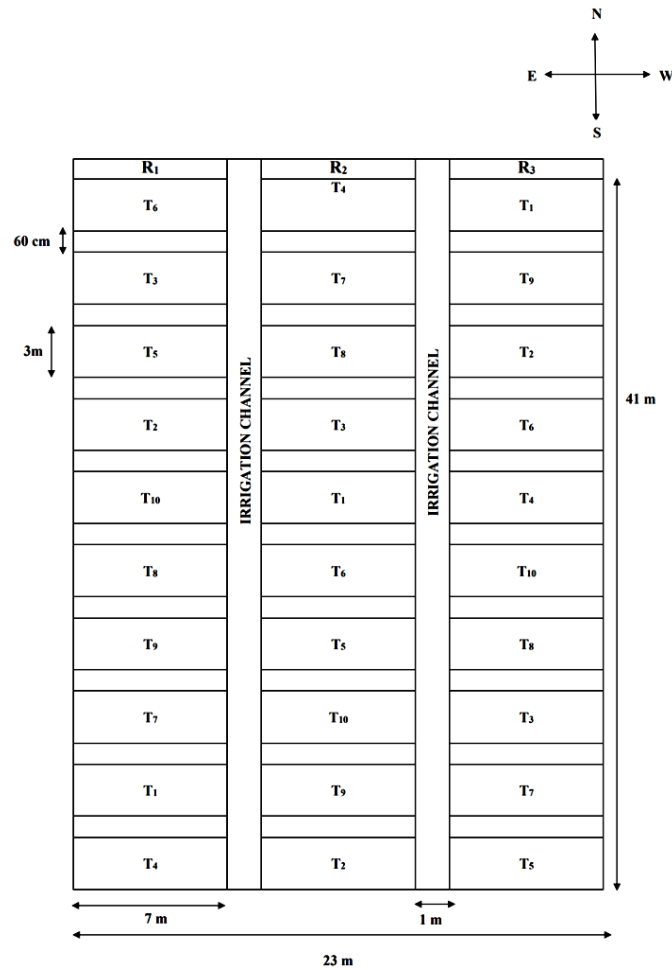 N
E W
S
R₁ R₂ R₃
T₆ T₄ T₁
60 cm
T₃ T₇ T₉
3m
T₅ T₈ T₂
IRRIGATION CHANNEL
IRRIGATION CHANNEL
41 m
T₂ T₃ T₆
T₁₀ T₁ T₄
T₈ T₆ T₁₀
T₉ T₅ T₈
T₇ T₁₀ T₃
T₁ T₉ T₇
T₄ T₂ T₅
7 m 1 m
23 m